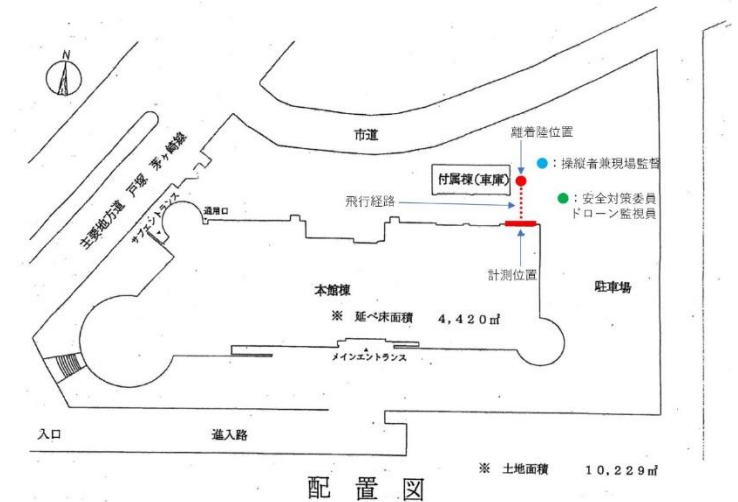 N
市道
離着陸位置
：操縦者兼現場監督
付属棟(車庫)
主要地方道 戸塚 茅ヶ崎線
飛行経路
：安全対策委員
ドローン監視員
通用口
サブエントランス
計測位置
本館棟
駐車場
※ 延べ床面積 4,420㎡
メインエントランス
入口
進入路
※ 土地面積 10,229㎡
配置図